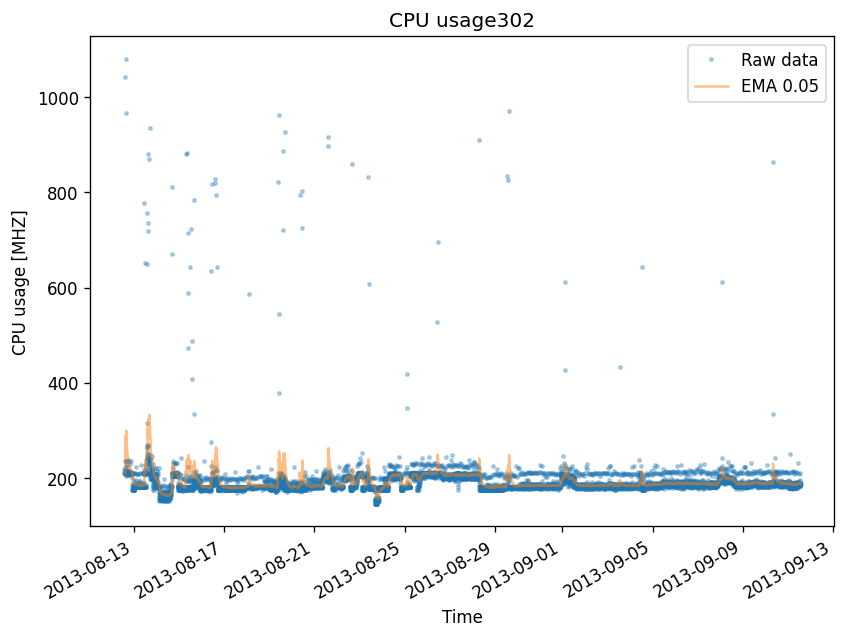 CPU usage302
Raw data
EMA 0.05
CPU usage [MHZ]
1000
800
600
400
200
2013-08-13
2013-08-17
2013-08-21
2013-08-25
2013-08-29
2013-09-01
2013-09-05
2013-09-09
2013-09-13
Time